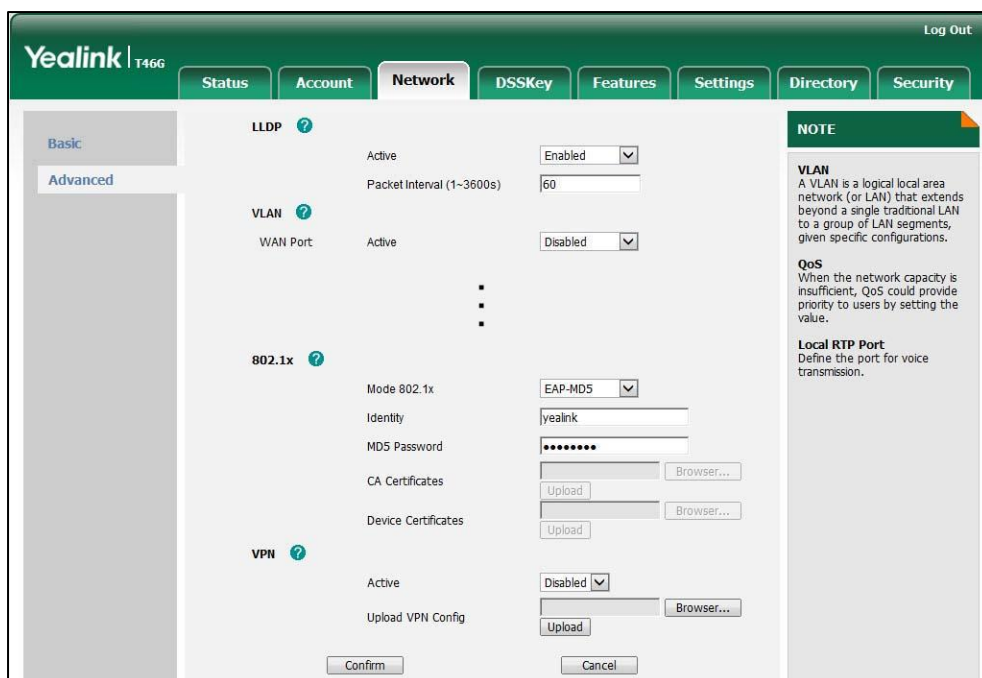 Log Out
Yealink T46G
Status Account Network DSSKey Features Settings Directory Security
Basic
Advanced
LLDP ?
Active Enabled
Packet Interval (1~3600s) 60
VLAN ?
WAN Port Active Disabled
802.1x ?
Mode 802.1x EAP-MD5
Identity yealink
MD5 Password ••••••••
CA Certificates Browser...
Upload
Device Certificates Browser...
Upload
VPN ?
Active Disabled
Upload VPN Config Browser...
Upload
Confirm Cancel
NOTE
VLAN
A VLAN is a logical local area
network (or LAN) that extends
beyond a single traditional LAN
to a group of LAN segments,
given specific configurations.
QoS
When the network capacity is
insufficient, QoS could provide
priority to users by setting the
value.
Local RTP Port
Define the port for voice
transmission.